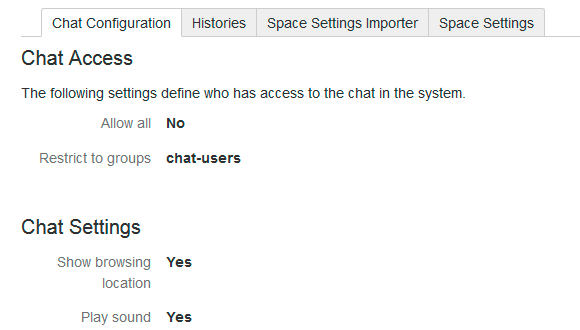 Chat Configuration Histories Space Settings Importer Space Settings
Chat Access
The following settings define who has access to the chat in the system.
Allow all No
Restrict to groups chat-users
Chat Settings
Show browsing Yes
location
Play sound Yes